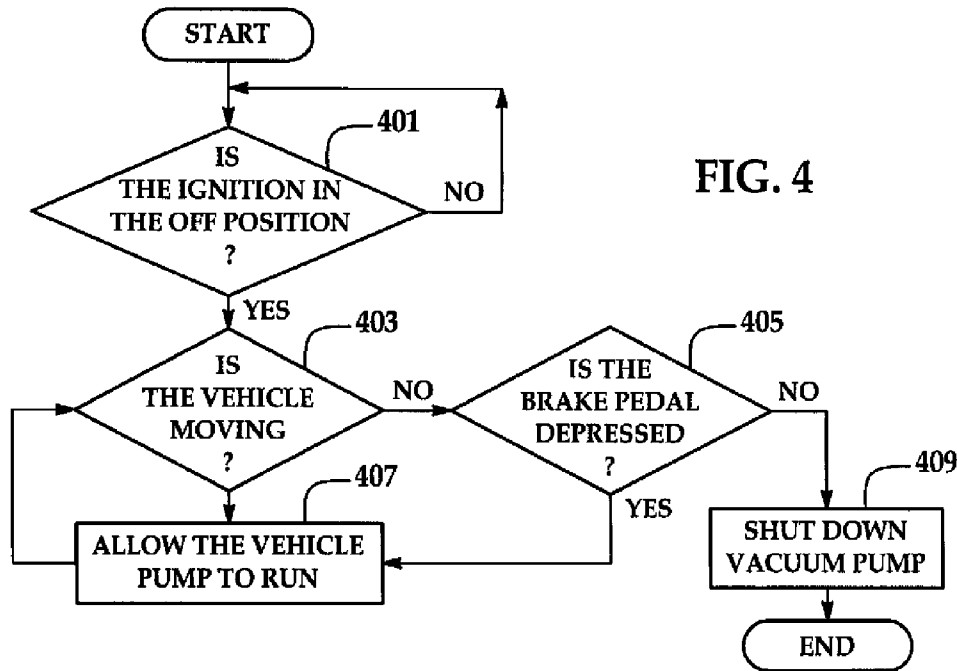 START
401
IS
THE IGNITION IN
THE OFF POSITION
?
NO
FIG. 4
YES
403
IS
THE VEHICLE
MOVING
?
NO
405
IS THE
BRAKE PEDAL
DEPRESSED
?
NO
YES
407
ALLOW THE VEHICLE
PUMP TO RUN
409
SHUT DOWN
VACUUM PUMP
END